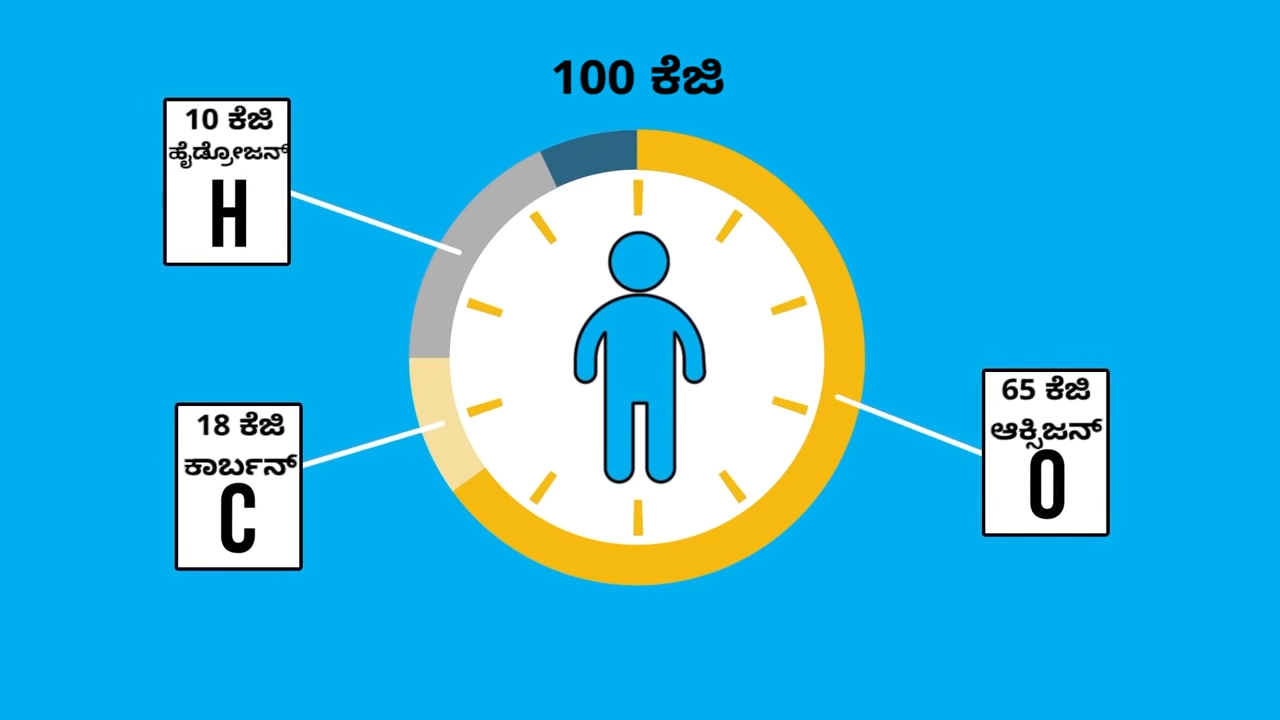 100 ಕೆಜಿ
10 ಕೆಜಿ
ಹೈಡ್ರೋಜನ್
H
18 ಕೆಜಿ
ಕಾರ್ಬನ್
C
65 ಕೆಜಿ
ಆಕ್ಸಿಜನ್
O